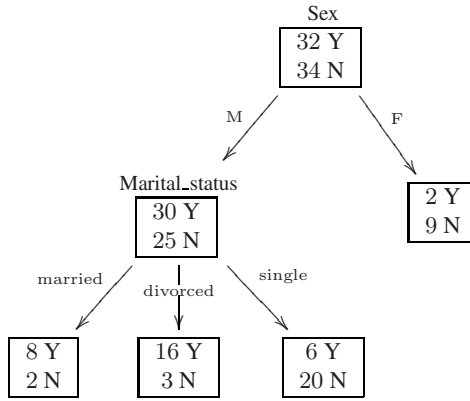 Sex
32 Y
34 N
M
F
Marital_status
30 Y
25 N
2 Y
9 N
married
divorced
single
8 Y
2 N
16 Y
3 N
6 Y
20 N